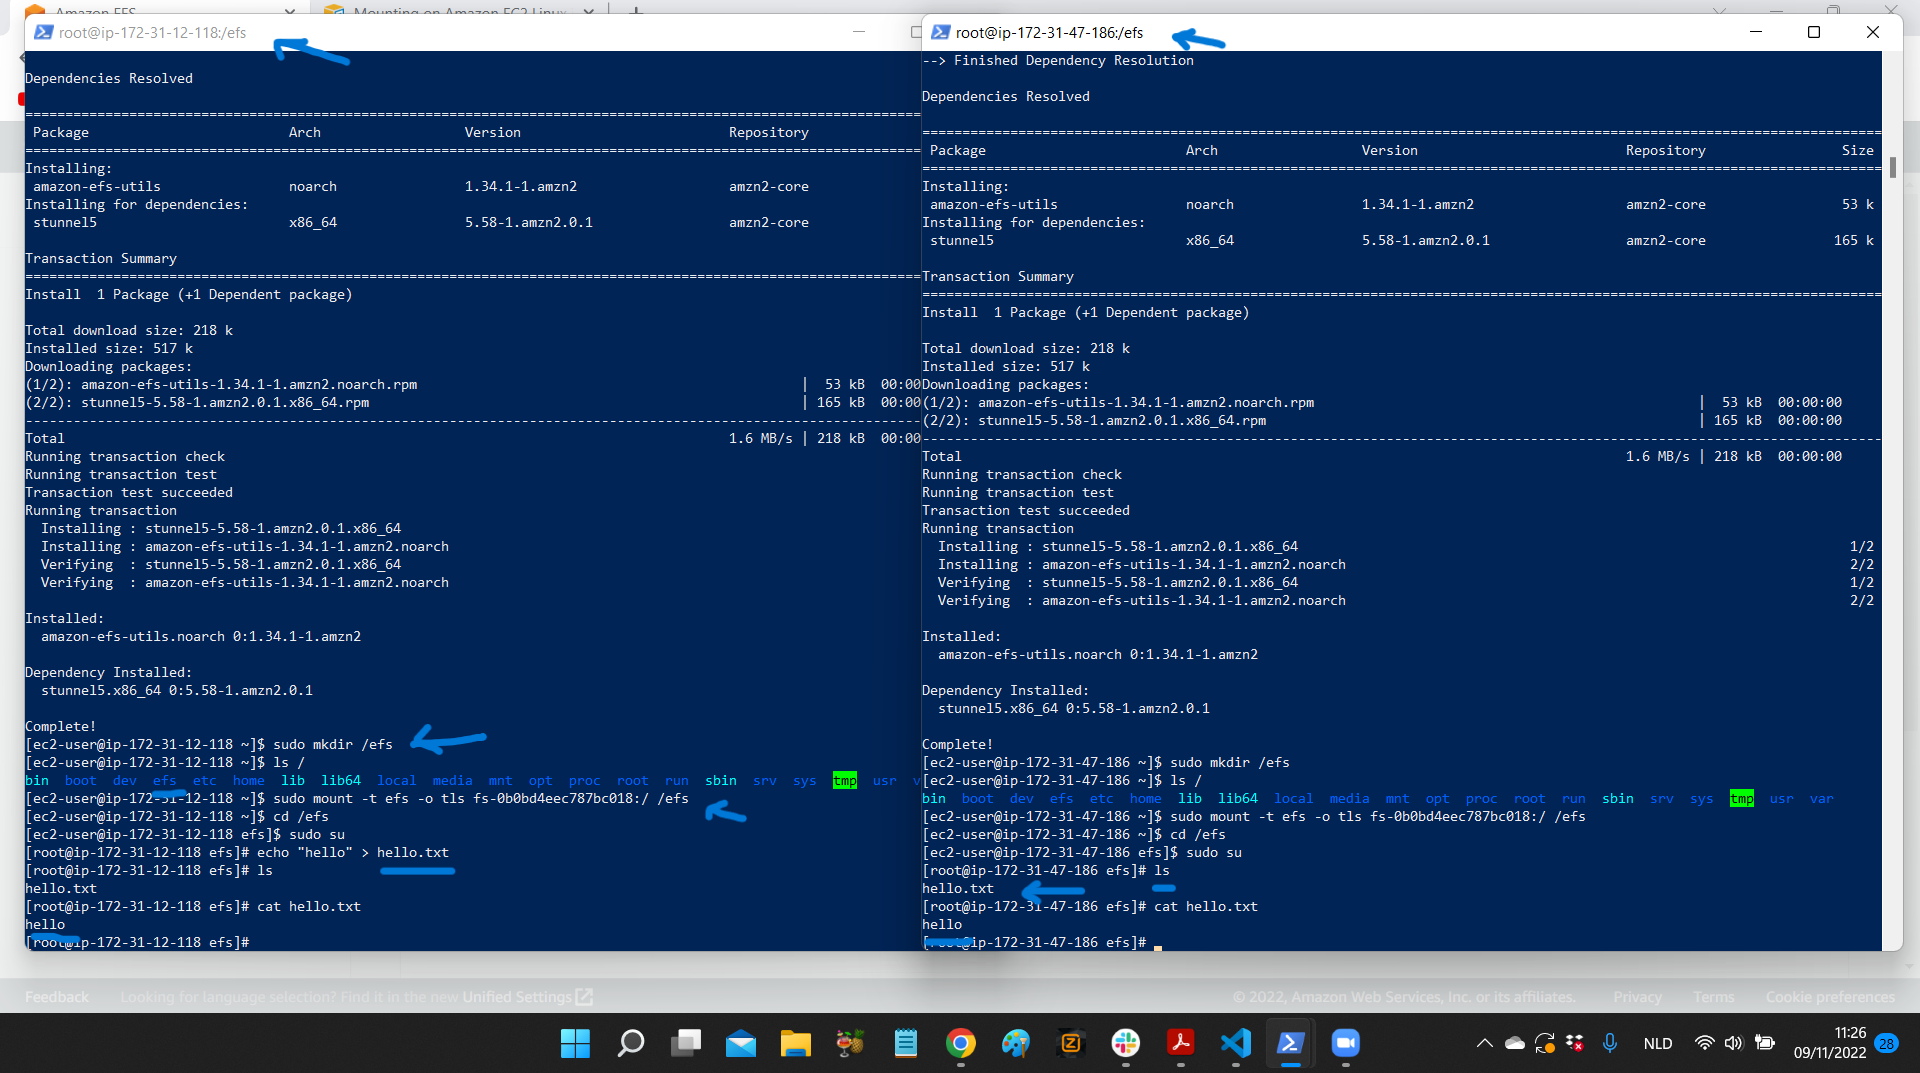 Amazon EFS
Mounting on Amazon EC2 Linux
root@ip-172-31-12-118:/efs
Dependencies Resolved
Package Arch Version Repository
Installing:
amazon-efs-utils noarch 1.34.1-1.amzn2 amzn2-core
Installing for dependencies:
stunnel5 x86_64 5.58-1.amzn2.0.1 amzn2-core
Transaction Summary
Install 1 Package (+1 Dependent package)
Total download size: 218 k
Installed size: 517 k
Downloading packages:
(1/2): amazon-efs-utils-1.34.1-1.amzn2.noarch.rpm | 53 kB 00:00
(2/2): stunnel5-5.58-1.amzn2.0.1.x86_64.rpm | 165 kB 00:00
Total 1.6 MB/s | 218 kB 00:00
Running transaction check
Running transaction test
Transaction test succeeded
Running transaction
Installing : stunnel5-5.58-1.amzn2.0.1.x86_64
Installing : amazon-efs-utils-1.34.1-1.amzn2.noarch
Verifying : stunnel5-5.58-1.amzn2.0.1.x86_64
Verifying : amazon-efs-utils-1.34.1-1.amzn2.noarch
Installed:
amazon-efs-utils.noarch 0:1.34.1-1.amzn2
Dependency Installed:
stunnel5.x86_64 0:5.58-1.amzn2.0.1
Complete!
[ec2-user@ip-172-31-12-118 ~]$ sudo mkdir /efs
[ec2-user@ip-172-31-12-118 ~]$ ls /
bin boot dev efs etc home lib lib64 local media mnt opt proc root run sbin srv sys tmp usr v
[ec2-user@ip-172-31-12-118 ~]$ sudo mount -t efs -o tls fs-0b0bd4eec787bc018:/ /efs
[ec2-user@ip-172-31-12-118 ~]$ cd /efs
[ec2-user@ip-172-31-12-118 efs]$ sudo su
[root@ip-172-31-12-118 efs]# echo "hello" > hello.txt
[root@ip-172-31-12-118 efs]# ls
hello.txt
[root@ip-172-31-12-118 efs]# cat hello.txt
hello
[root@ip-172-31-12-118 efs]#
root@ip-172-31-47-186:/efs
--> Finished Dependency Resolution
Dependencies Resolved
Package Arch Version Repository Size
Installing:
amazon-efs-utils noarch 1.34.1-1.amzn2 amzn2-core 53 k
Installing for dependencies:
stunnel5 x86_64 5.58-1.amzn2.0.1 amzn2-core 165 k
Transaction Summary
Install 1 Package (+1 Dependent package)
Total download size: 218 k
Installed size: 517 k
Downloading packages:
(1/2): amazon-efs-utils-1.34.1-1.amzn2.noarch.rpm | 53 kB 00:00:00
(2/2): stunnel5-5.58-1.amzn2.0.1.x86_64.rpm | 165 kB 00:00:00
Total 1.6 MB/s | 218 kB 00:00:00
Running transaction check
Running transaction test
Transaction test succeeded
Running transaction
Installing : stunnel5-5.58-1.amzn2.0.1.x86_64 1/2
Installing : amazon-efs-utils-1.34.1-1.amzn2.noarch 2/2
Verifying : stunnel5-5.58-1.amzn2.0.1.x86_64 1/2
Verifying : amazon-efs-utils-1.34.1-1.amzn2.noarch 2/2
Installed:
amazon-efs-utils.noarch 0:1.34.1-1.amzn2
Dependency Installed:
stunnel5.x86_64 0:5.58-1.amzn2.0.1
Complete!
[ec2-user@ip-172-31-47-186 ~]$ sudo mkdir /efs
[ec2-user@ip-172-31-47-186 ~]$ ls /
bin boot dev efs etc home lib lib64 local media mnt opt proc root run sbin srv sys tmp usr var
[ec2-user@ip-172-31-47-186 ~]$ sudo mount -t efs -o tls fs-0b0bd4eec787bc018:/ /efs
[ec2-user@ip-172-31-47-186 ~]$ cd /efs
[ec2-user@ip-172-31-47-186 efs]$ sudo su
[root@ip-172-31-47-186 efs]# ls
hello.txt
[root@ip-172-31-47-186 efs]# cat hello.txt
hello
[root@ip-172-31-47-186 efs]#
Feedback Looking for language selection? Find it in the new Unified Settings © 2022, Amazon Web Services, Inc. or its affiliates. Privacy Terms Cookie preferences
NLD 11:26
09/11/2022 28